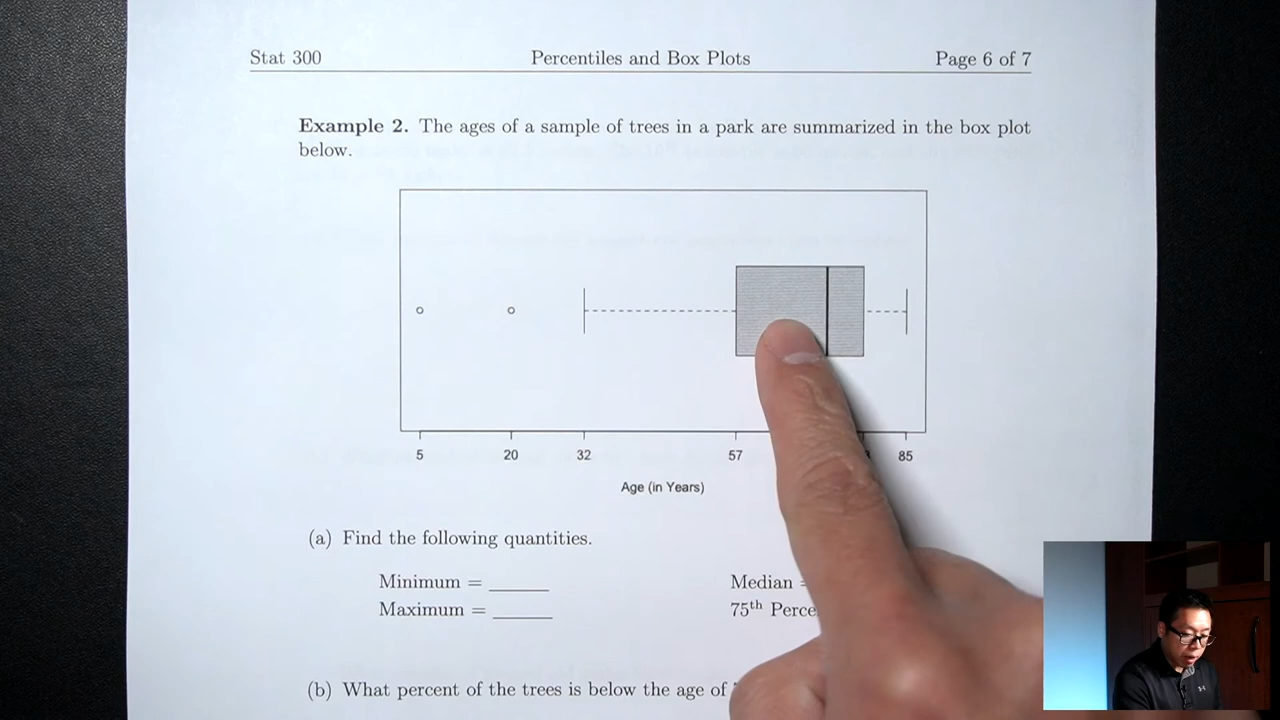 Stat 300 Percentiles and Box Plots Page 6 of 7
Example 2. The ages of a sample of trees in a park are summarized in the box plot
below.
5 20 32 57 85
Age (in Years)
(a) Find the following quantities.
Minimum = Median =
Maximum = 75th Perce
(b) What percent of the trees is below the age of